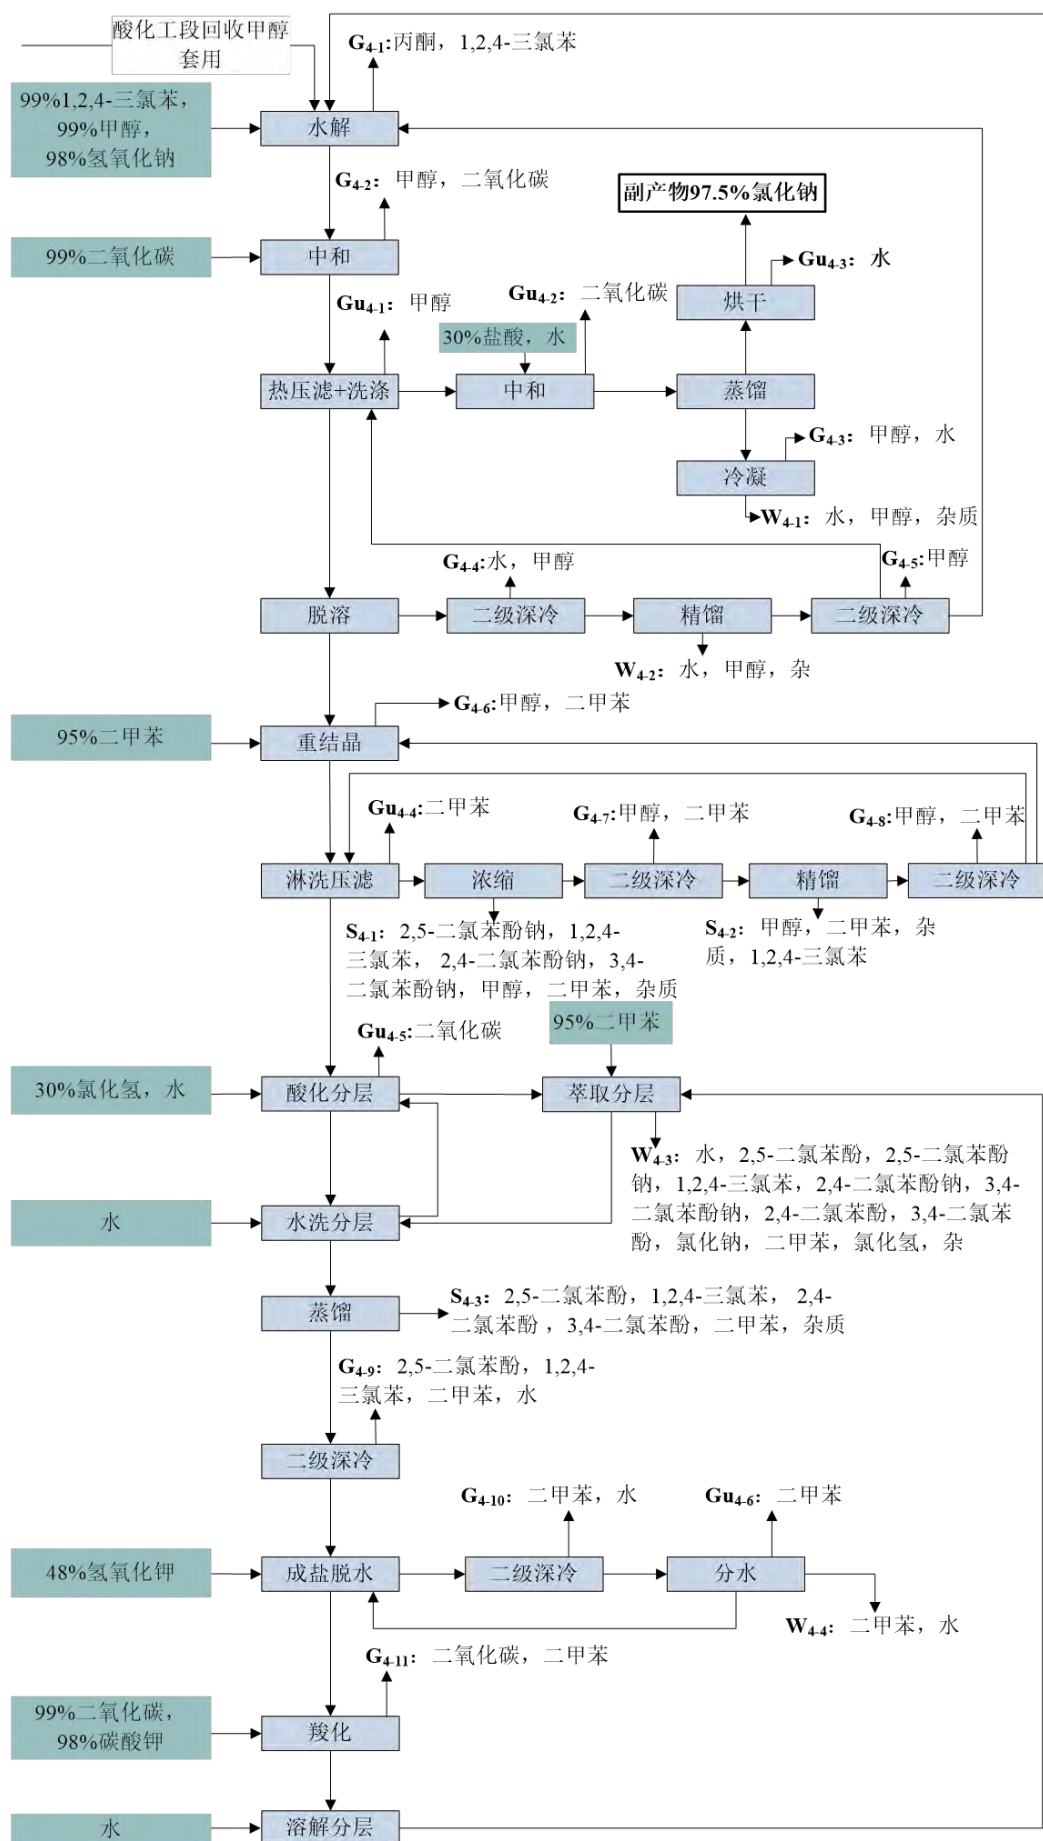 酸化工段回收甲醇
套用
G4-1:丙酮，1,2,4-三氯苯
99%1,2,4-三氯苯，
99%甲醇，
98%氢氧化钠
水解
G4-2：甲醇，二氧化碳
副产物97.5%氯化钠
99%二氧化碳
中和
Gu4-3：水
Gu4-1：甲醇
Gu4-2：二氧化碳
烘干
30%盐酸，水
热压滤+洗涤
中和
蒸馏
G4-3：甲醇，水
冷凝
W4-1：水，甲醇，杂质
G4-4:水，甲醇
G4-5:甲醇
脱溶
二级深冷
精馏
二级深冷
W4-2：水，甲醇，杂
G4-6:甲醇，二甲苯
95%二甲苯
重结晶
Gu4-4:二甲苯
G4-7:甲醇，二甲苯
G4-8:甲醇，二甲苯
淋洗压滤
浓缩
二级深冷
精馏
二级深冷
S4-1：2,5-二氯苯酚钠，1,2,4-
三氯苯， 2,4-二氯苯酚钠，3,4-
二氯苯酚钠，甲醇，二甲苯，杂质
S4-2：甲醇，二甲苯，杂
质，1,2,4-三氯苯
Gu4-5:二氧化碳
95%二甲苯
30%氯化氢，水
酸化分层
萃取分层
W4-3：水，2,5-二氯苯酚，2,5-二氯苯酚
钠，1,2,4-三氯苯，2,4-二氯苯酚钠，3,4-
二氯苯酚钠，2,4-二氯苯酚，3,4-二氯苯
酚，氯化钠，二甲苯，氯化氢，杂
水
水洗分层
蒸馏
S4-3：2,5-二氯苯酚，1,2,4-三氯苯， 2,4-
二氯苯酚，3,4-二氯苯酚，二甲苯，杂质
G4-9：2,5-二氯苯酚，1,2,4-
三氯苯，二甲苯，水
二级深冷
G4-10：二甲苯，水
Gu4-6：二甲苯
48%氢氧化钾
成盐脱水
二级深冷
分水
W4-4：二甲苯，水
G4-11：二氧化碳，二甲苯
99%二氧化碳，
98%碳酸钾
羧化
水
溶解分层